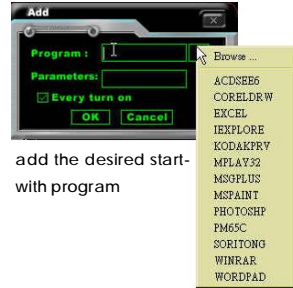 Add
Program :
Parameters:
Every turn on
OK Cancel
Browse ...
ACDSEE6
CORELDRW
EXCEL
IEXPLORE
KODAKPRV
MPLAY32
MSGPLUS
MSPAINT
PHOTOSHP
PM65C
SORITONG
WINRAR
WORDPAD
add the desired start-
with program